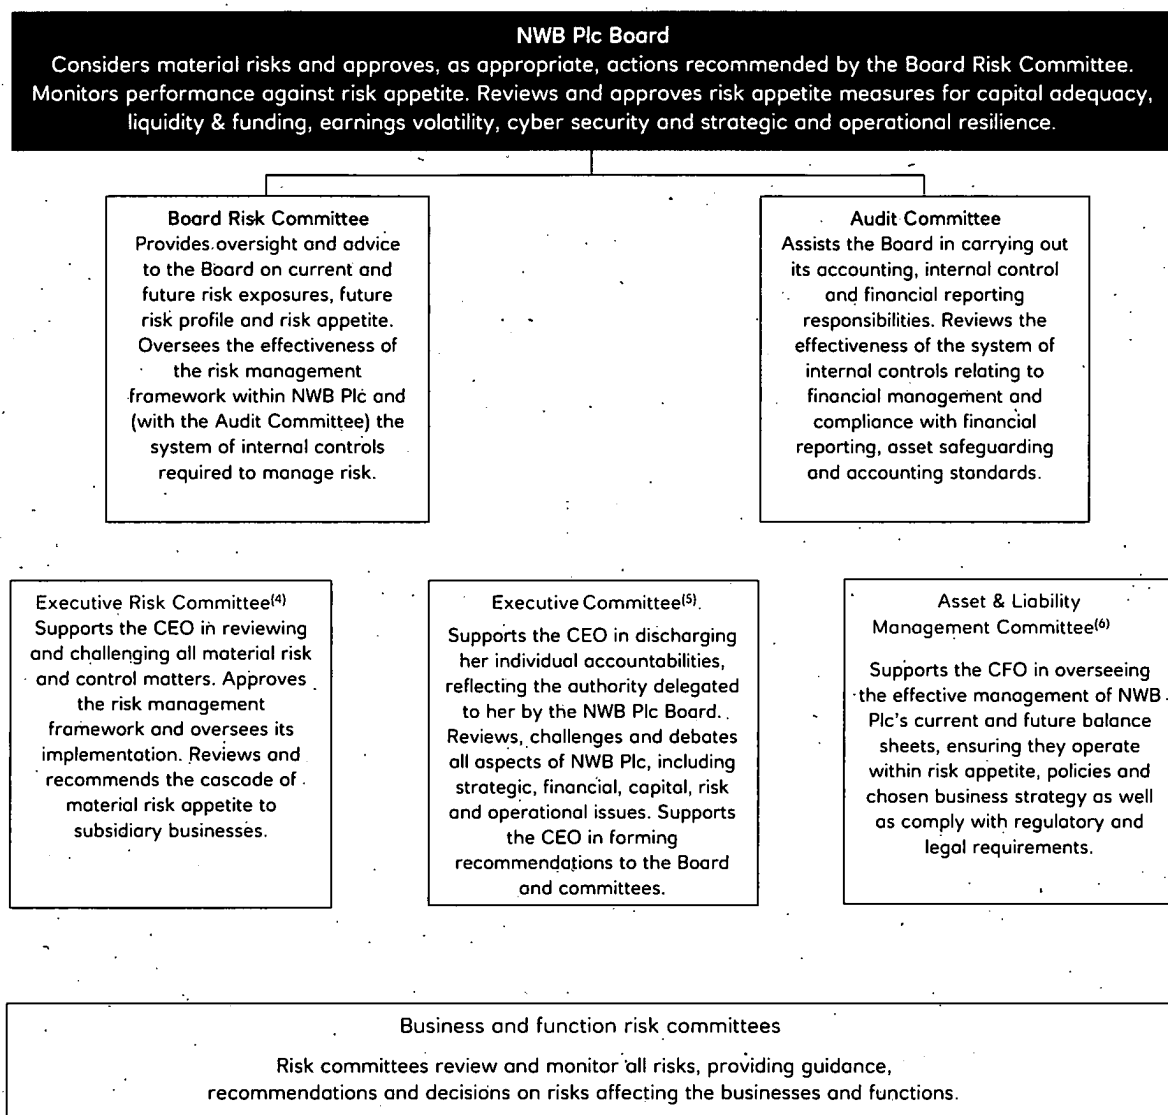 NWB Plc Board
Considers material risks and approves, as appropriate, actions recommended by the Board Risk Committee.
Monitors performance against risk appetite. Reviews and approves risk appetite measures for capital adequacy,
liquidity & funding, earnings volatility, cyber security and strategic and operational resilience.
Board Risk Committee
Provides oversight and advice
to the Board on current and
future risk exposures, future
risk profile and risk appetite.
Oversees the effectiveness of
the risk management
framework within NWB Plc and
(with the Audit Committee) the
system of internal controls
required to manage risk.
Audit Committee
Assists the Board in carrying out
its accounting, internal control
and financial reporting
responsibilities. Reviews the
effectiveness of the system of
internal controls relating to
financial management and
compliance with financial
reporting, asset safeguarding
and accounting standards.
Executive Risk Committee(4)
Supports the CEO in reviewing
and challenging all material risk
and control matters. Approves
the risk management
framework and oversees its
implementation. Reviews and
recommends the cascade of
material risk appetite to
subsidiary businesses.
Executive Committee(5)
Supports the CEO in discharging
her individual accountabilities,
reflecting the authority delegated
to her by the NWB Plc Board.
Reviews, challenges and debates
all aspects of NWB Plc, including
strategic, financial, capital, risk
and operational issues. Supports
the CEO in forming
recommendations to the Board
and committees.
Asset & Liability
Management Committee(6)
Supports the CFO in overseeing
the effective management of NWB
Plc's current and future balance
sheets, ensuring they operate
within risk appetite, policies and
chosen business strategy as well
as comply with regulatory and
legal requirements.
Business and function risk committees
Risk committees review and monitor all risks, providing guidance,
recommendations and decisions on risks affecting the businesses and functions.